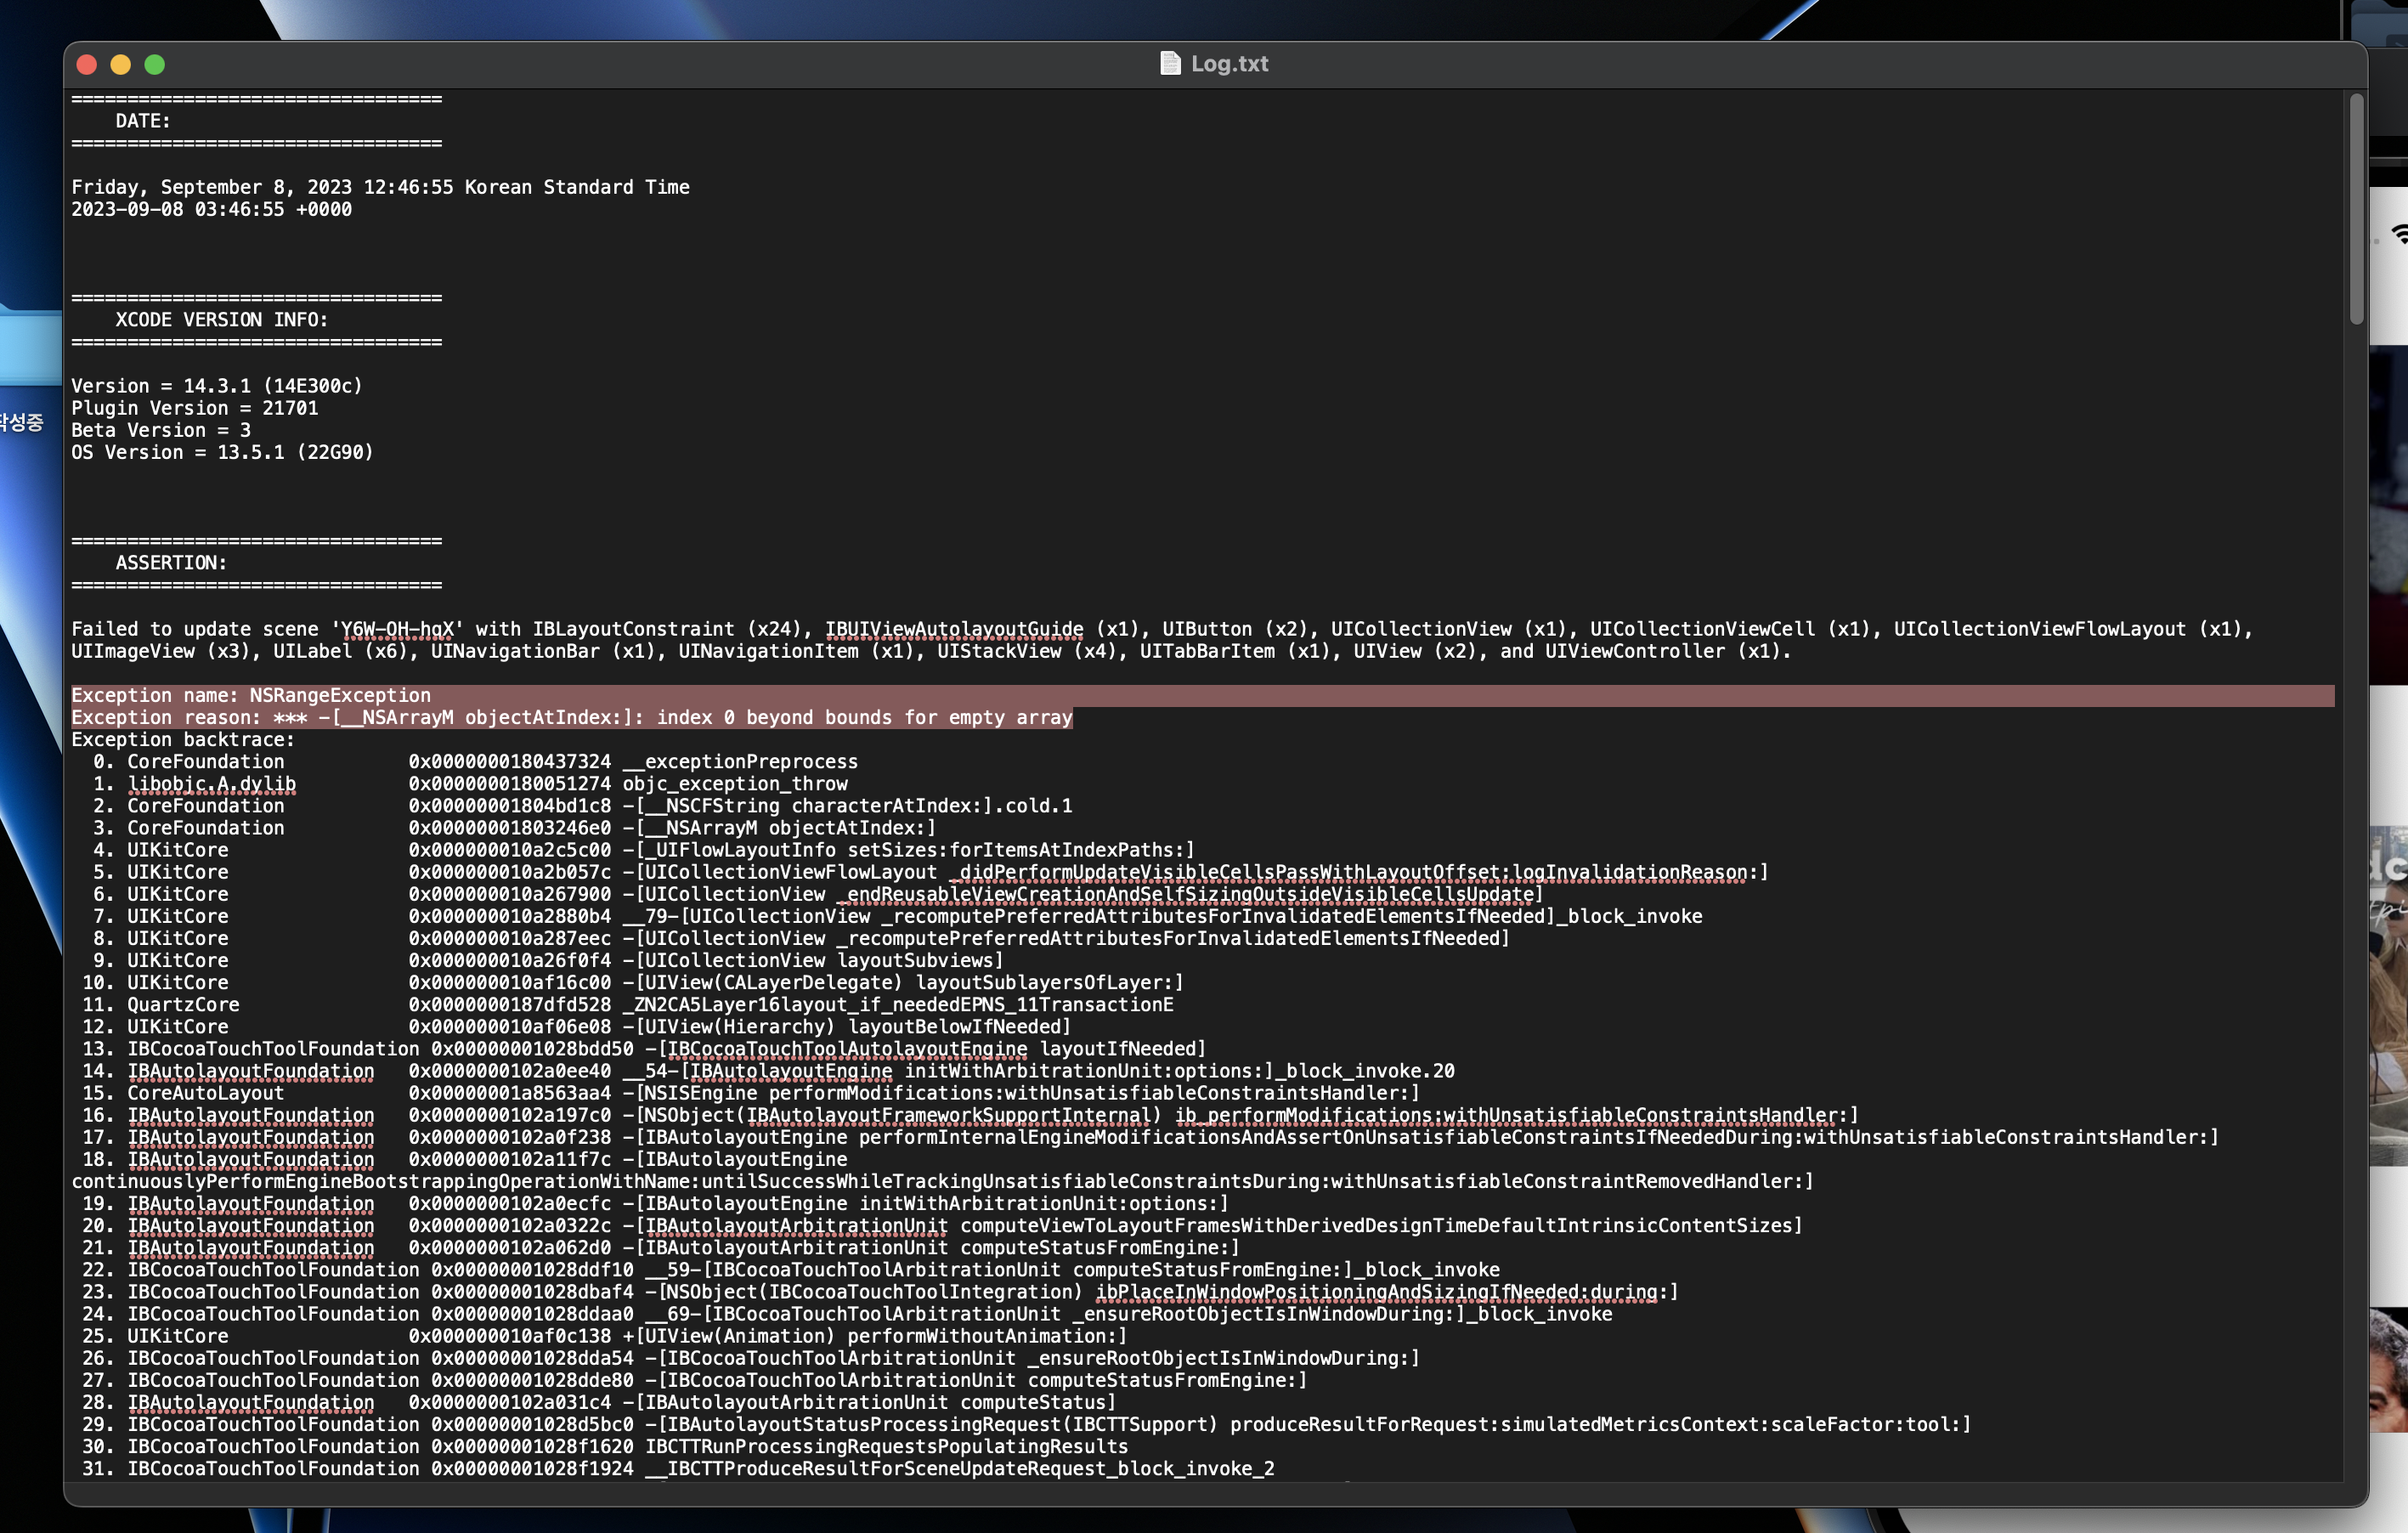 Log.txt
=================================
DATE:
=================================
Friday, September 8, 2023 12:46:55 Korean Standard Time
2023-09-08 03:46:55 +0000
=================================
XCODE VERSION INFO:
=================================
Version = 14.3.1 (14E300c)
Plugin Version = 21701
Beta Version = 3
OS Version = 13.5.1 (22G90)
=================================
ASSERTION:
=================================
Failed to update scene 'Y6W-OH-hqX' with IBLayoutConstraint (x24), IBUIViewAutolayoutGuide (x1), UIButton (x2), UICollectionView (x1), UICollectionViewCell (x1), UICollectionViewFlowLayout (x1),
UIImageView (x3), UILabel (x6), UINavigationBar (x1), UINavigationItem (x1), UIStackView (x4), UITabBarItem (x1), UIView (x2), and UIViewController (x1).
Exception name: NSRangeException
Exception reason: *** -[__NSArrayM objectAtIndex:]: index 0 beyond bounds for empty array
Exception backtrace:
0. CoreFoundation 0x0000000180437324 __exceptionPreprocess
1. libobjc.A.dylib 0x0000000180051274 objc_exception_throw
2. CoreFoundation 0x00000001804bd1c8 -[__NSCFString characterAtIndex:].cold.1
3. CoreFoundation 0x00000001803246e0 -[__NSArrayM objectAtIndex:]
4. UIKitCore 0x000000010a2c5c00 -[_UIFlowLayoutInfo setSizes:forItemsAtIndexPaths:]
5. UIKitCore 0x000000010a2b057c -[UICollectionViewFlowLayout _didPerformUpdateVisibleCellsPassWithLayoutOffset:logInvalidationReason:]
6. UIKitCore 0x000000010a267900 -[UICollectionView _endReusableViewCreationAndSelfSizingOutsideVisibleCellsUpdate]
7. UIKitCore 0x000000010a2880b4 __79-[UICollectionView _recomputePreferredAttributesForInvalidatedElementsIfNeeded]_block_invoke
8. UIKitCore 0x000000010a287eec -[UICollectionView _recomputePreferredAttributesForInvalidatedElementsIfNeeded]
9. UIKitCore 0x000000010a26f0f4 -[UICollectionView layoutSubviews]
10. UIKitCore 0x000000010af16c00 -[UIView(CALayerDelegate) layoutSublayersOfLayer:]
11. QuartzCore 0x0000000187dfd528 _ZN2CA5Layer16layout_if_neededEPNS_11TransactionE
12. UIKitCore 0x000000010af06e08 -[UIView(Hierarchy) layoutBelowIfNeeded]
13. IBCocoaTouchToolFoundation 0x00000001028bdd50 -[IBCocoaTouchToolAutolayoutEngine layoutIfNeeded]
14. IBAutolayoutFoundation 0x0000000102a0ee40 __54-[IBAutolayoutEngine initWithArbitrationUnit:options:]_block_invoke.20
15. CoreAutoLayout 0x00000001a8563aa4 -[NSISEngine performModifications:withUnsatisfiableConstraintsHandler:]
16. IBAutolayoutFoundation 0x0000000102a197c0 -[NSObject(IBAutolayoutFrameworkSupportInternal) ib_performModifications:withUnsatisfiableConstraintsHandler:]
17. IBAutolayoutFoundation 0x0000000102a0f238 -[IBAutolayoutEngine performInternalEngineModificationsAndAssertOnUnsatisfiableConstraintsIfNeededDuring:withUnsatisfiableConstraintsHandler:]
18. IBAutolayoutFoundation 0x0000000102a11f7c -[IBAutolayoutEngine
continuouslyPerformEngineBootstrappingOperationWithName:untilSuccessWhileTrackingUnsatisfiableConstraintsDuring:withUnsatisfiableConstraintRemovedHandler:]
19. IBAutolayoutFoundation 0x0000000102a0ecfc -[IBAutolayoutEngine initWithArbitrationUnit:options:]
20. IBAutolayoutFoundation 0x0000000102a0322c -[IBAutolayoutArbitrationUnit computeViewToLayoutFramesWithDerivedDesignTimeDefaultIntrinsicContentSizes]
21. IBAutolayoutFoundation 0x0000000102a062d0 -[IBAutolayoutArbitrationUnit computeStatusFromEngine:]
22. IBCocoaTouchToolFoundation 0x00000001028ddf10 __59-[IBCocoaTouchToolArbitrationUnit computeStatusFromEngine:]_block_invoke
23. IBCocoaTouchToolFoundation 0x00000001028dbaf4 -[NSObject(IBCocoaTouchToolIntegration) ibPlaceInWindowPositioningAndSizingIfNeeded:during:]
24. IBCocoaTouchToolFoundation 0x00000001028ddaa0 __69-[IBCocoaTouchToolArbitrationUnit _ensureRootObjectIsInWindowDuring:]_block_invoke
25. UIKitCore 0x000000010af0c138 +[UIView(Animation) performWithoutAnimation:]
26. IBCocoaTouchToolFoundation 0x00000001028dda54 -[IBCocoaTouchToolArbitrationUnit _ensureRootObjectIsInWindowDuring:]
27. IBCocoaTouchToolFoundation 0x00000001028dde80 -[IBCocoaTouchToolArbitrationUnit computeStatusFromEngine:]
28. IBAutolayoutFoundation 0x0000000102a031c4 -[IBAutolayoutArbitrationUnit computeStatus]
29. IBCocoaTouchToolFoundation 0x00000001028d5bc0 -[IBAutolayoutStatusProcessingRequest(IBCTTSupport) produceResultForRequest:simulatedMetricsContext:scaleFactor:tool:]
30. IBCocoaTouchToolFoundation 0x00000001028f1620 IBCTTRunProcessingRequestsPopulatingResults
31. IBCocoaTouchToolFoundation 0x00000001028f1924 __IBCTTProduceResultForSceneUpdateRequest_block_invoke_2
작성중